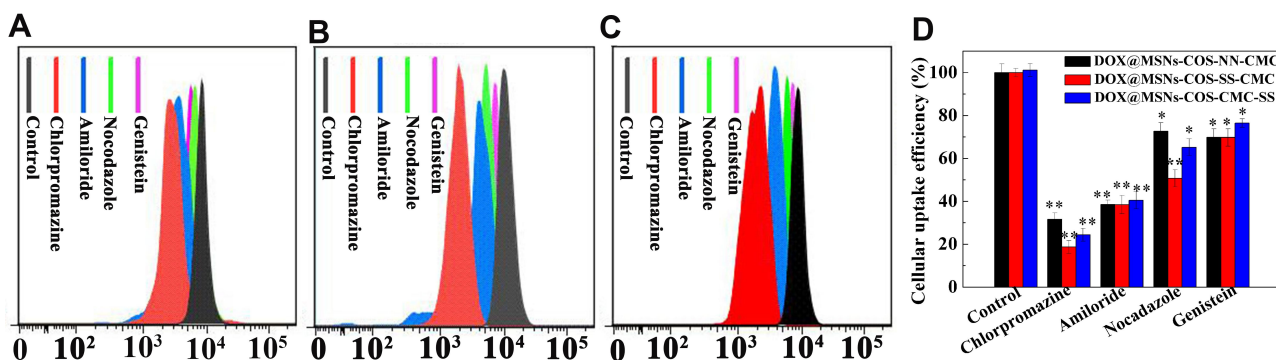 A
Control
Chlorpromazine
Amiloride
Nocodazole
Genistein
0 10² 10³ 10⁴ 10⁵
B
Control
Chlorpromazine
Amiloride
Nocodazole
Genistein
0 10² 10³ 10⁴ 10⁵
C
Control
Chlorpromazine
Amiloride
Nocodazole
Genistein
0 10² 10³ 10⁴ 10⁵
D
Cellular uptake efficiency (%)
100
80
60
40
20
0
DOX@MSNs-COS-NN-CMC
DOX@MSNs-COS-SS-CMC
DOX@MSNs-COS-CMC-SS
** ** **
** ** **
* ** *
* * *
Control
Chlorpromazine
Amiloride
Nocadazole
Genistein